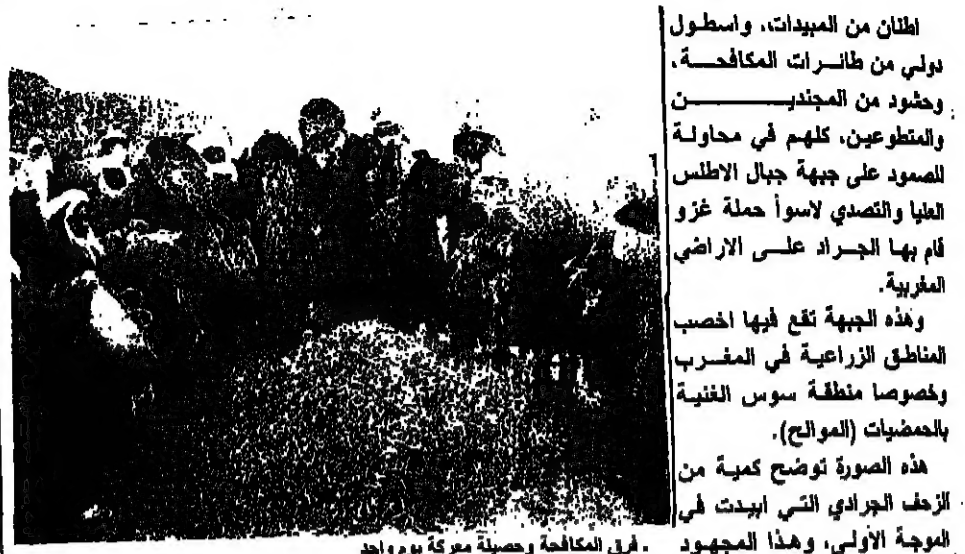 اطنان من المبيدات، واسطول
دولي من طائرات المكافحة،
وحشود من المجندين
والمتطوعين، كلهم في محاولة
للصمود على جبهة جبال الاطلس
العليا والتصدي لاسوأ حملة غزو
قام بها الجراد على الاراضي
المغربية.
وهذه الجبهة تقع فيها اخصب
المناطق الزراعية في المغرب
وخصوصا منطقة سوس الغنية
بالحمضيات (الموالح).
هذه الصورة توضح كمية من
الزحف الجرادي التي ابيدت في
الموجة الأولى، وهذا المجهود
. فرق المكافحة وحصيلة معركة يوم واحد